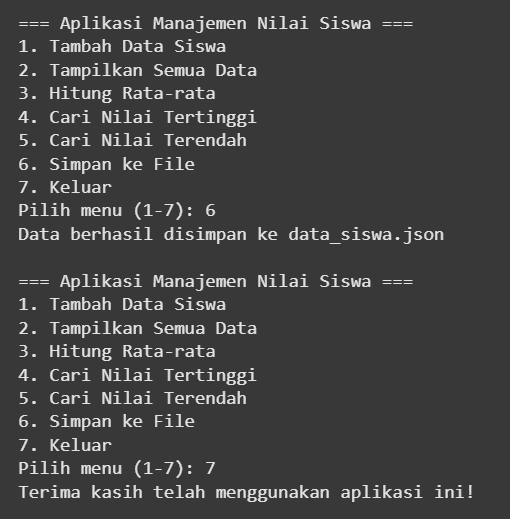 === Aplikasi Manajemen Nilai Siswa ===
1. Tambah Data Siswa
2. Tampilkan Semua Data
3. Hitung Rata-rata
4. Cari Nilai Tertinggi
5. Cari Nilai Terendah
6. Simpan ke File
7. Keluar
Pilih menu (1-7): 6
Data berhasil disimpan ke data_siswa.json

=== Aplikasi Manajemen Nilai Siswa ===
1. Tambah Data Siswa
2. Tampilkan Semua Data
3. Hitung Rata-rata
4. Cari Nilai Tertinggi
5. Cari Nilai Terendah
6. Simpan ke File
7. Keluar
Pilih menu (1-7): 7
Terima kasih telah menggunakan aplikasi ini!